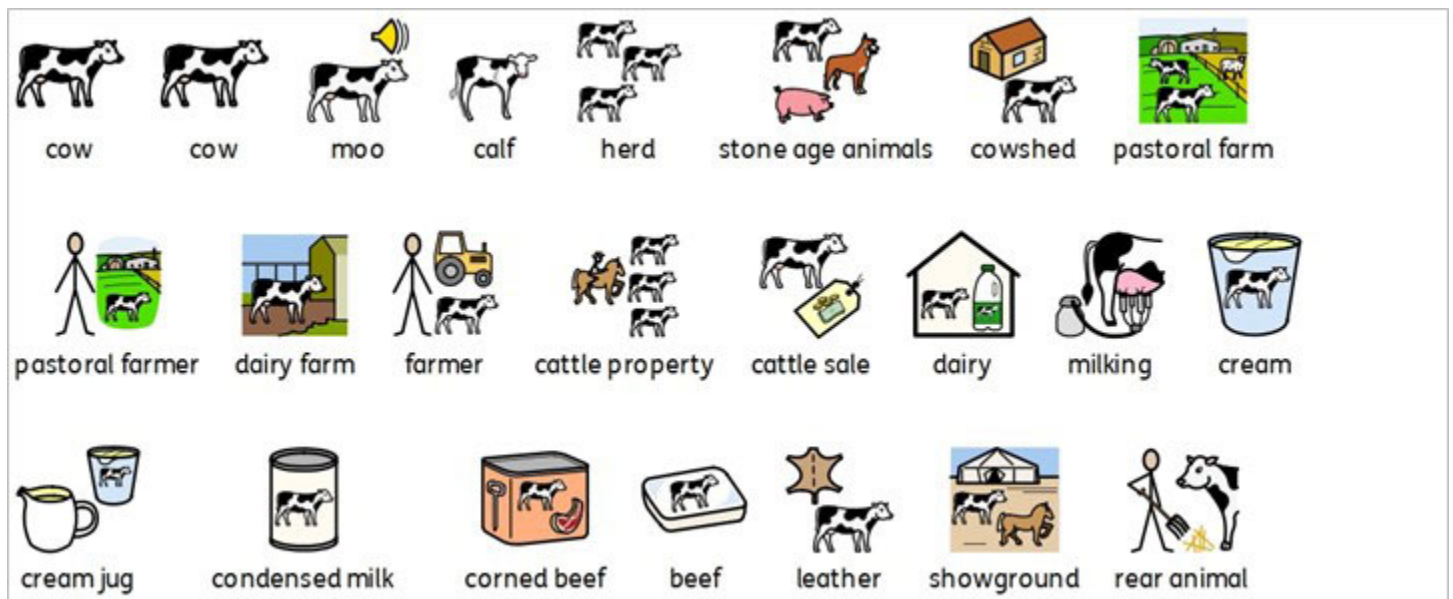 cow cow moo calf herd stone age animals cowshed pastoral farm
pastoral farmer dairy farm farmer cattle property cattle sale dairy milking cream
cream jug condensed milk corned beef beef leather showground rear animal